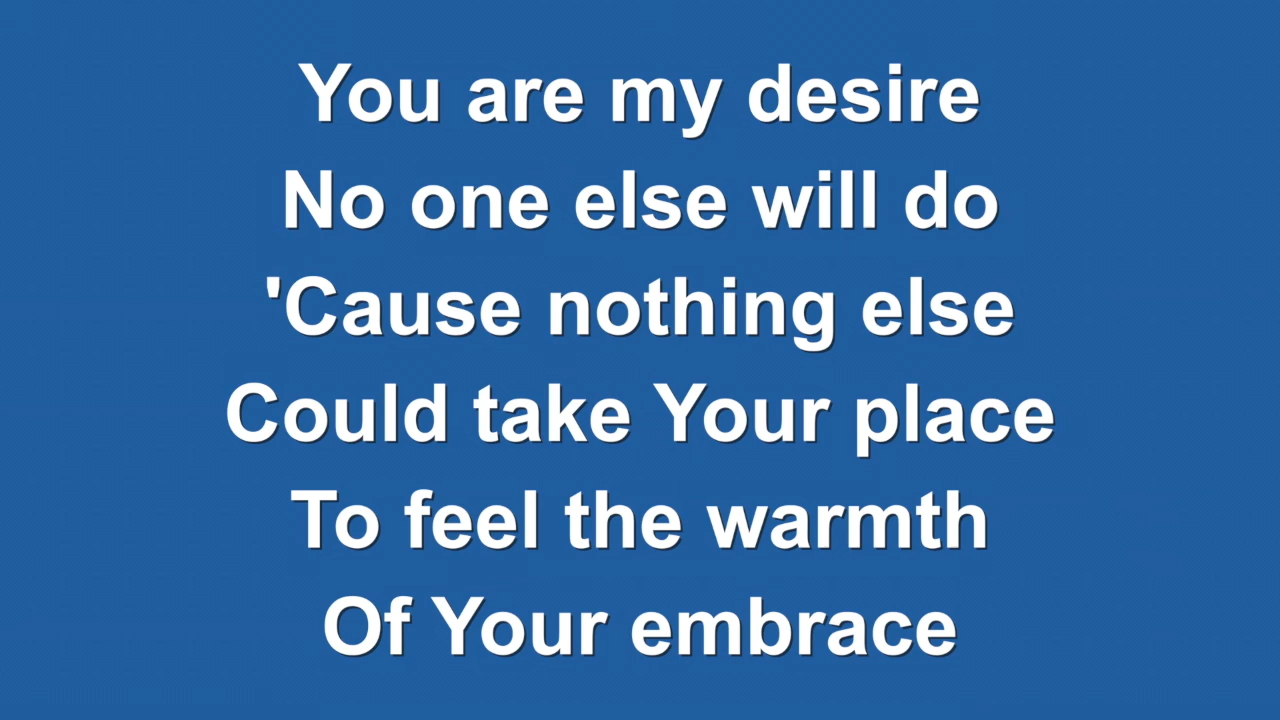 You are my desire
No one else will do
'Cause nothing else
Could take Your place
To feel the warmth
Of Your embrace